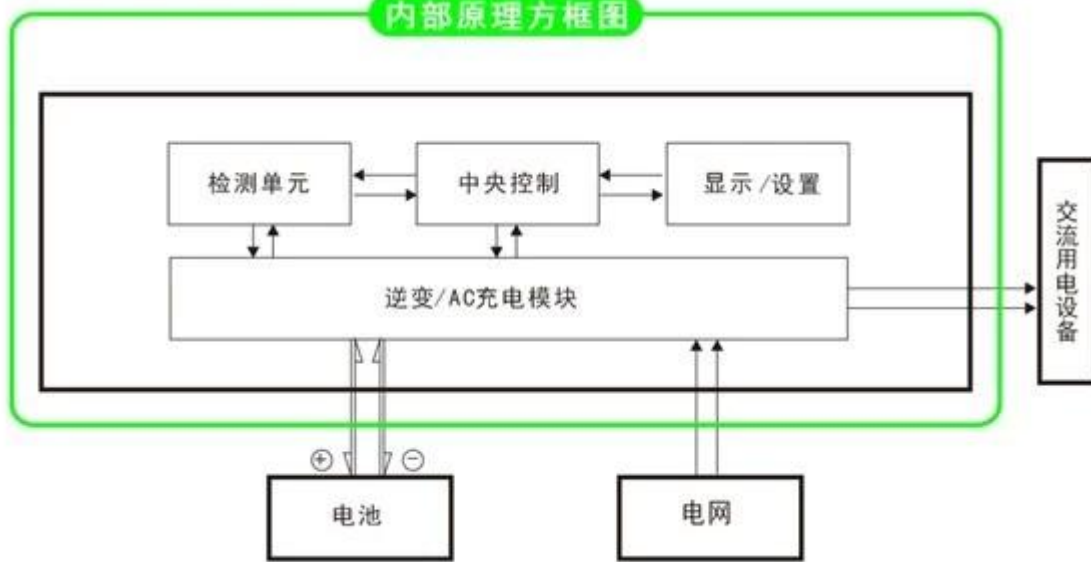 内部原理方框图
检测单元
中央控制
显示/设置
逆变/AC充电模块
交流用电设备
⊕
⊖
电池
电网